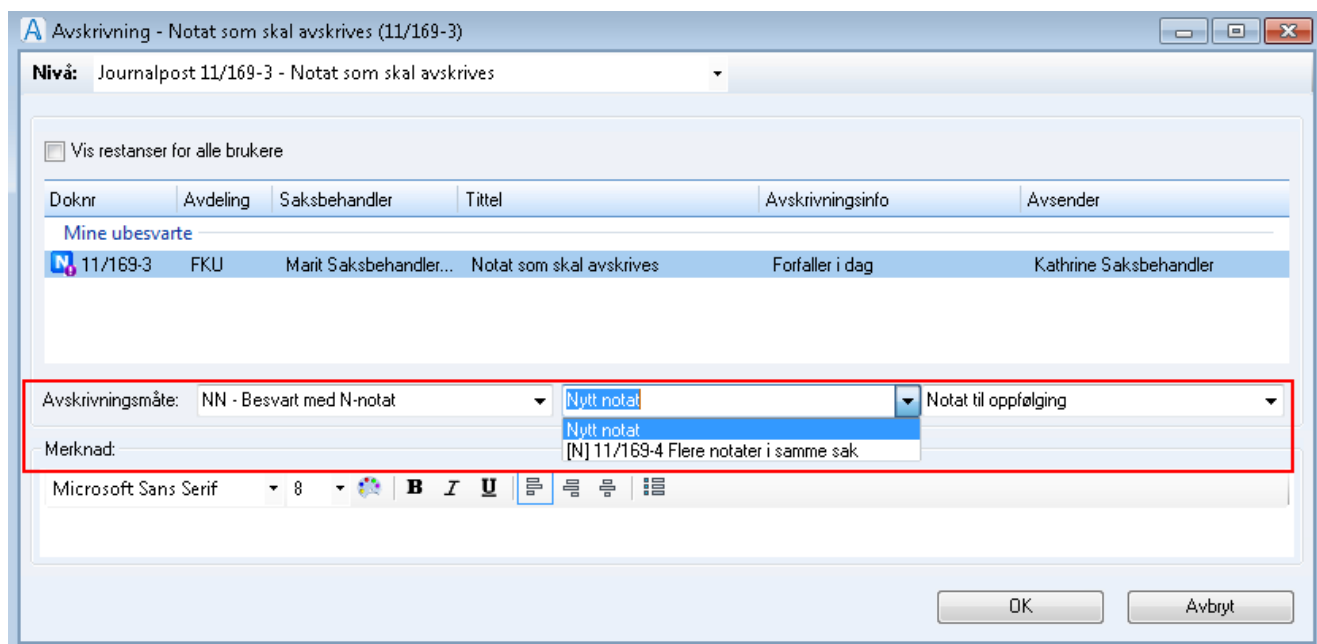 Avskrivning - Notat som skal avskrives (11/169-3)
Nivå: Journalpost 11/169-3 - Notat som skal avskrives
Vis restanser for alle brukere
Doknr Avdeling Saksbehandler Tittel Avskrivningsinfo Avsender
Mine ubesvarte
N 11/169-3 FKU Marit Saksbehandler... Notat som skal avskrives Forfaller i dag Kathrine Saksbehandler
Avskrivningsmåte: NN - Besvart med N-notat Nytt notat Notat til oppfølging
Nytt notat
[N] 11/169-4 Flere notater i samme sak
Merknad:
Microsoft Sans Serif 8 B I U
OK Avbryt